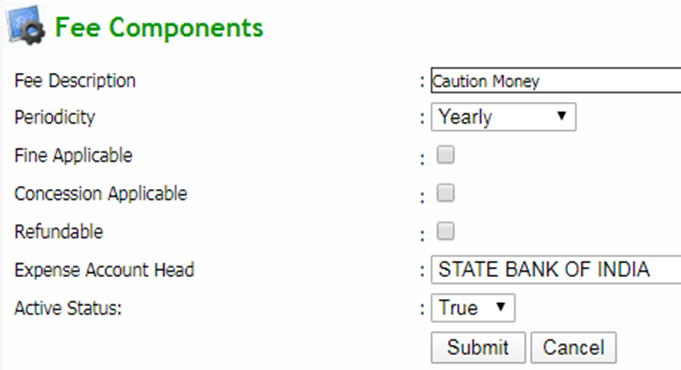 Fee Components
Fee Description : Caution Money
Periodicity : Yearly
Fine Applicable :
Concession Applicable :
Refundable :
Expense Account Head : STATE BANK OF INDIA
Active Status: : True
Submit Cancel